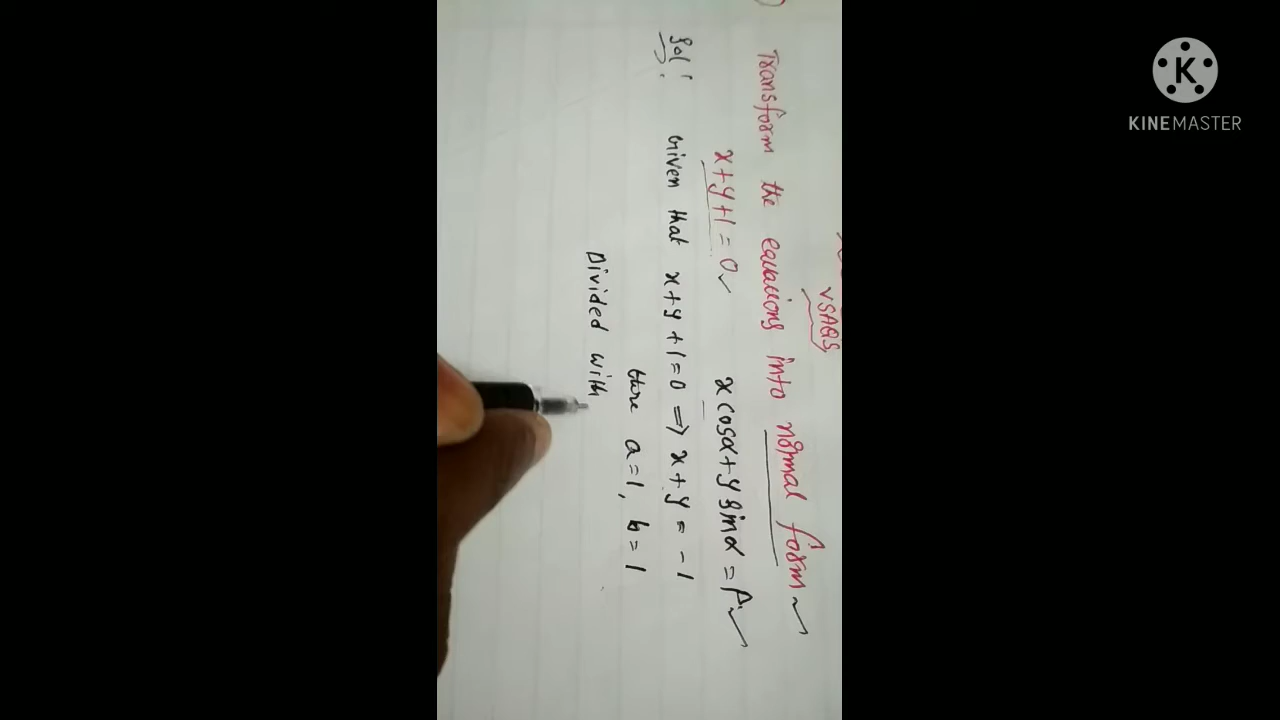 VSAQS
Transform the equations into normal form
x+y+1=0 x cosα+y sinα=P
Sol:
Given that x+y+1=0 ⇒ x+y=-1
there a=1, b=1
Divided with
KINEMASTER